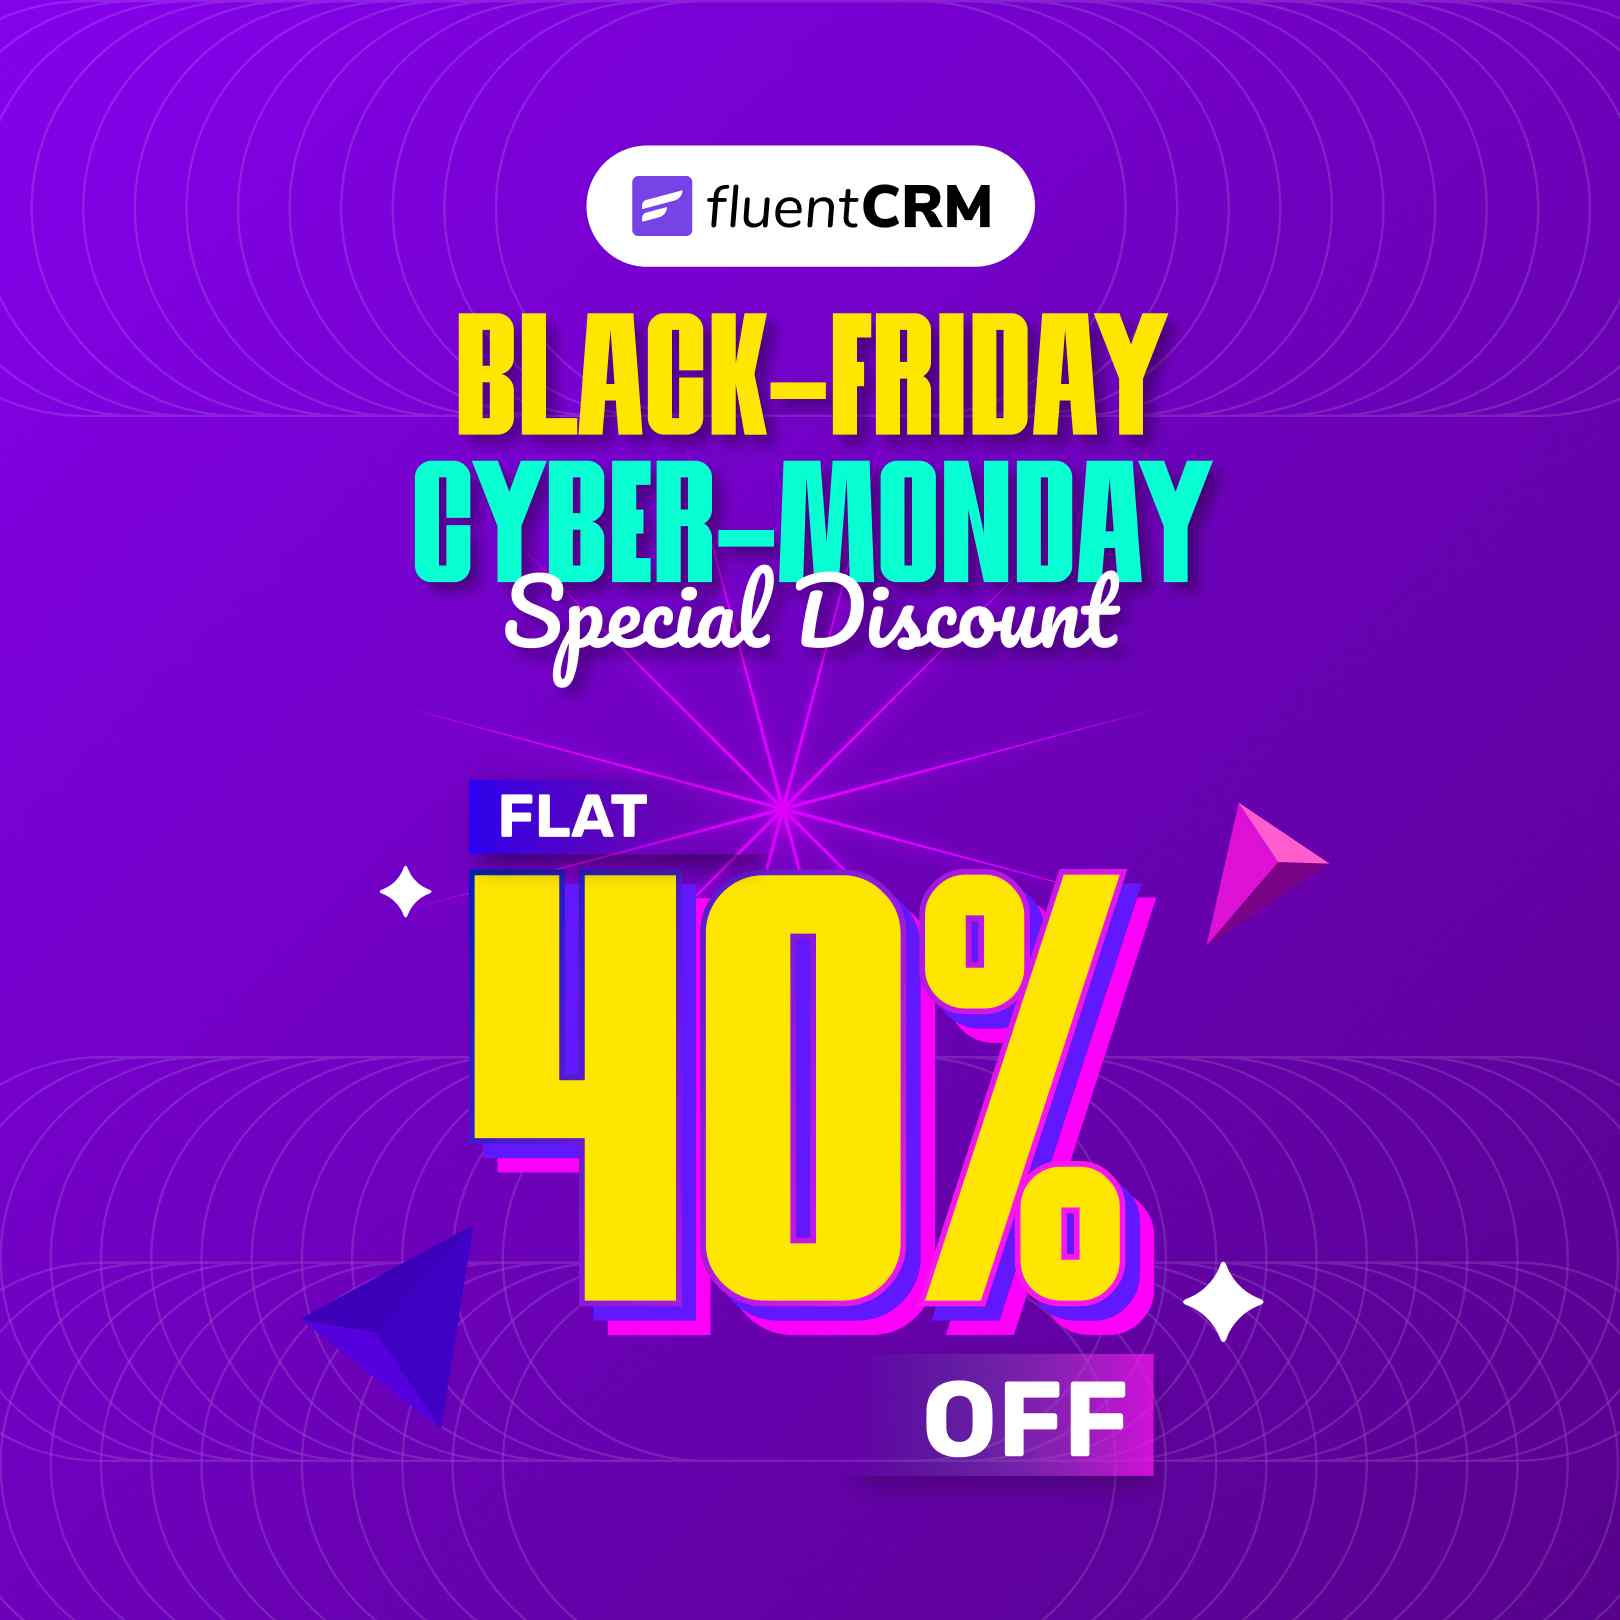 fluentCRM
BLACK-FRIDAY
CYBER-MONDAY
Special Discount
FLAT
40%
OFF